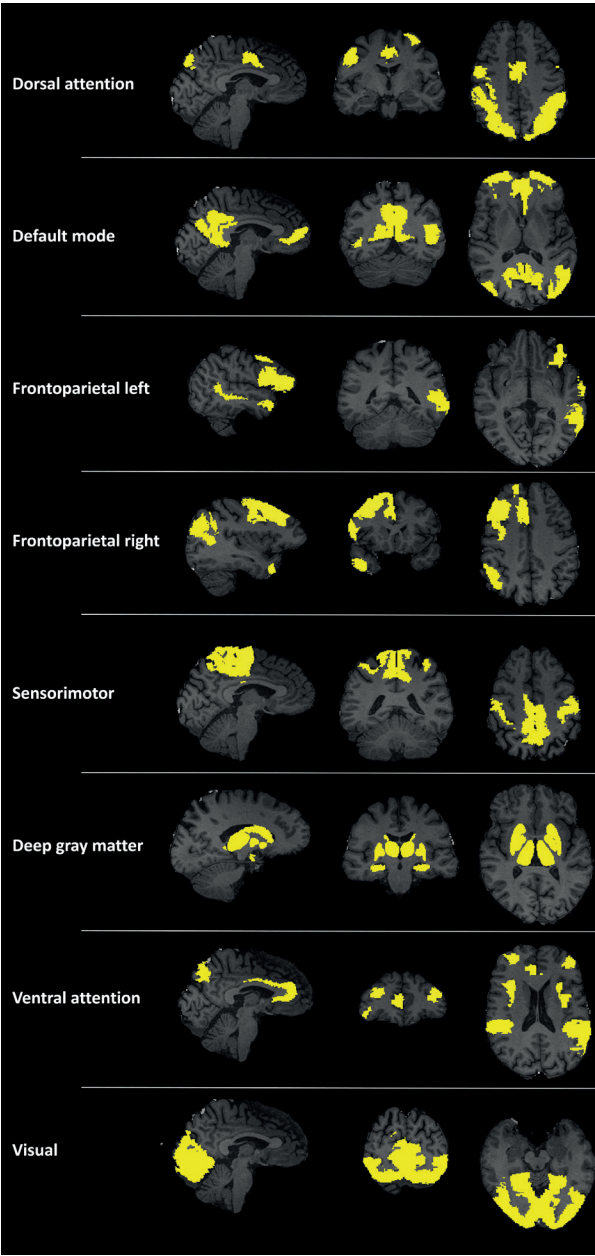 Dorsal attention
Default mode
Frontoparietal left
Frontoparietal right
Sensorimotor
Deep gray matter
Ventral attention
Visual